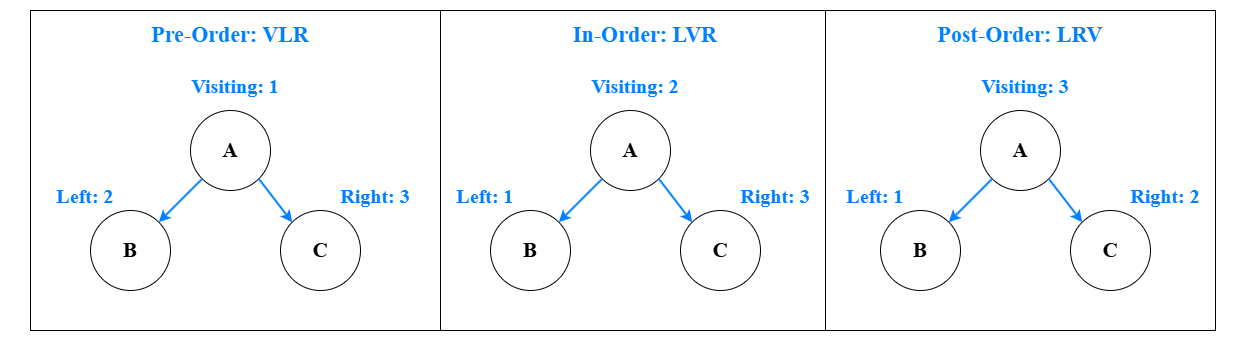 Pre-Order: VLR
Visiting: 1
A
Left: 2
Right: 3
B
C
In-Order: LVR
Visiting: 2
A
Left: 1
Right: 3
B
C
Post-Order: LRV
Visiting: 3
A
Left: 1
Right: 2
B
C